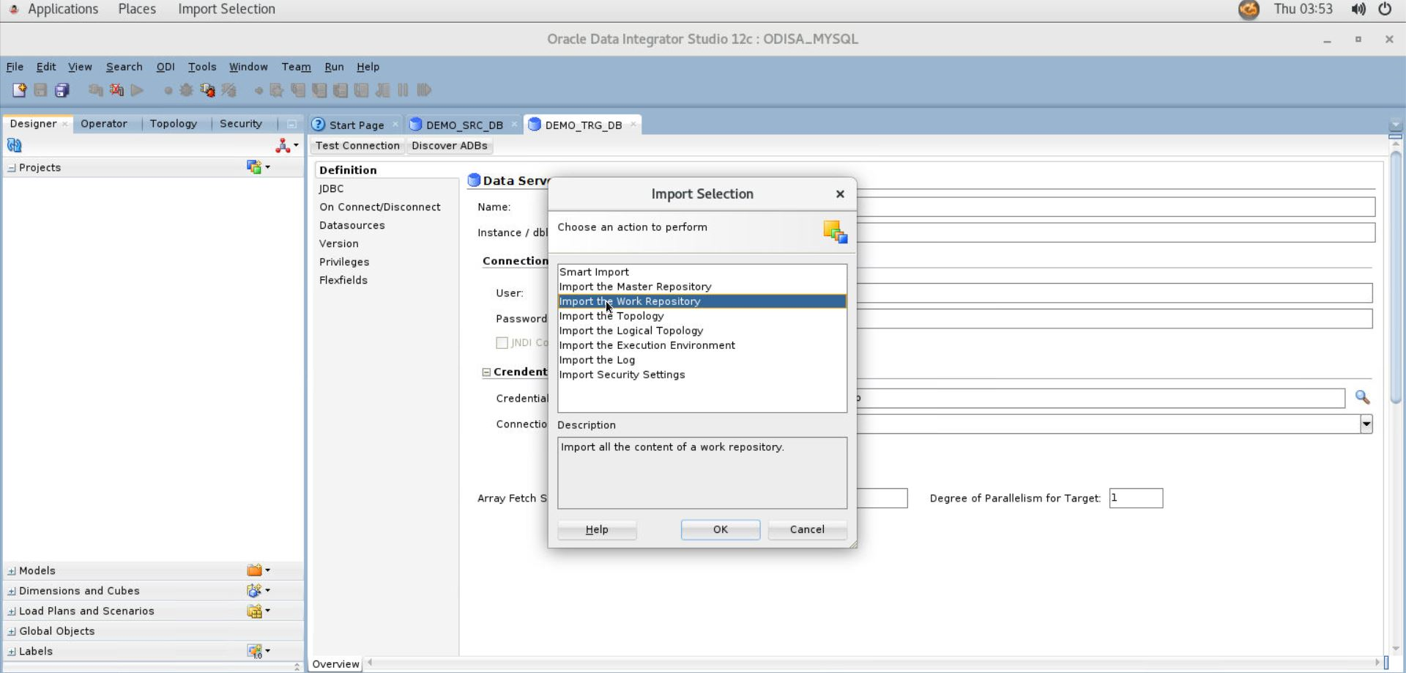 Applications Places Import Selection Thu 03:53
Oracle Data Integrator Studio 12c : ODISA_MYSQL
File Edit View Search ODI Tools Window Team Run Help
Designer Operator Topology Security
Start Page DEMO_SRC_DB DEMO_TRG_DB
Test Connection Discover ADBs
Projects
Definition
JDBC
On Connect/Disconnect
Datasources
Version
Privileges
Flexfields
Data Serv
Name:
Instance / dbl
Connection
User:
Password
JNDI Co
Crendent
Credential
Connectio
Array Fetch S
Degree of Parallelism for Target: 1
Import Selection
Choose an action to perform
Smart Import
Import the Master Repository
Import the Work Repository
Import the Topology
Import the Logical Topology
Import the Execution Environment
Import the Log
Import Security Settings
Description
Import all the content of a work repository.
Help OK Cancel
Models
Dimensions and Cubes
Load Plans and Scenarios
Global Objects
Labels
Overview